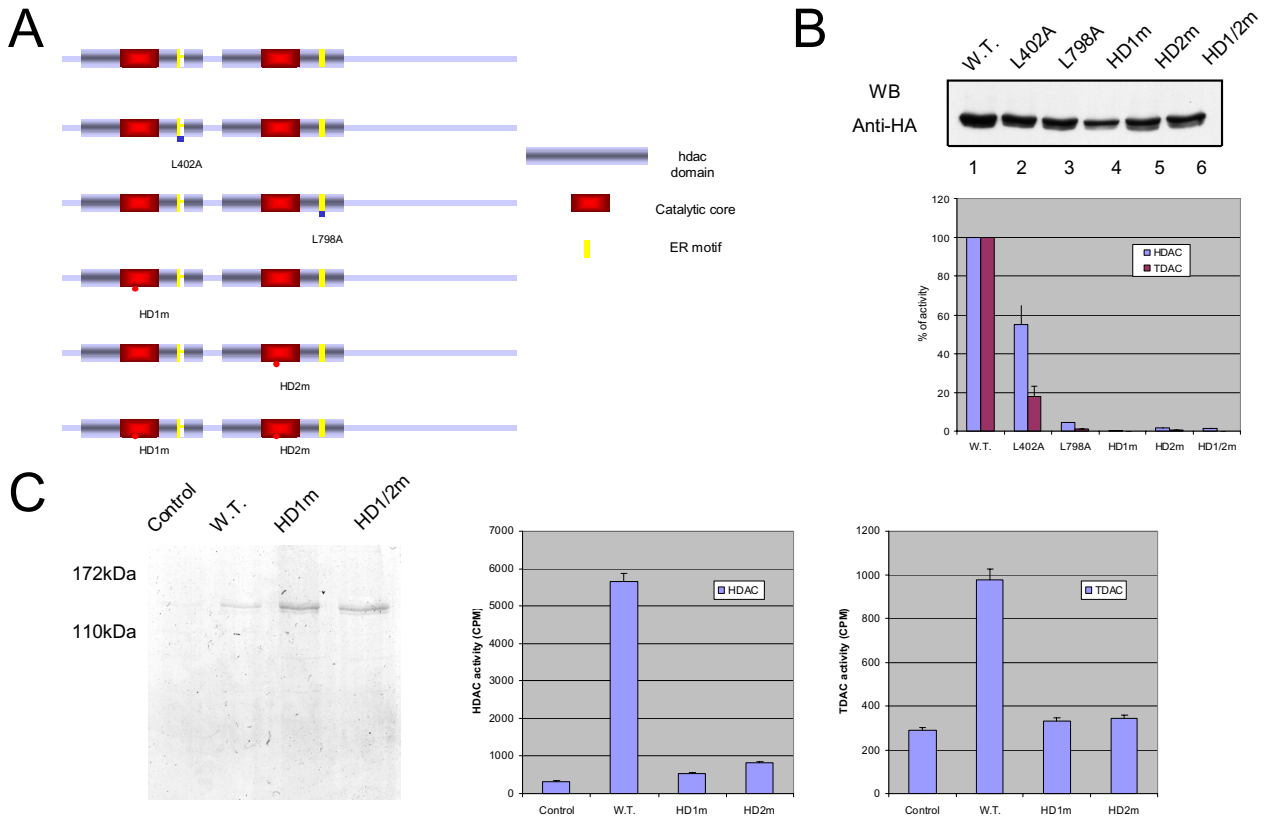 A
L402A
L798A
HD1m
HD2m
HD1m HD2m
hdac
domain
Catalytic core
ER motif
B
W.T. L402A L798A HD1m HD2m HD1/2m
WB
Anti-HA
1 2 3 4 5 6
120
100
80
60
40
20
0
% of activity
HDAC
TDAC
W.T. L402A L798A HD1m HD2m HD1/2m
C
Control W.T. HD1m HD1/2m
172kDa
110kDa
7000
6000
5000
4000
3000
2000
1000
0
HDAC activity (CPM)
HDAC
Control W.T. HD1m HD2m
1200
1000
800
600
400
200
0
TDAC activity (CPM)
TDAC
Control W.T. HD1m HD2m